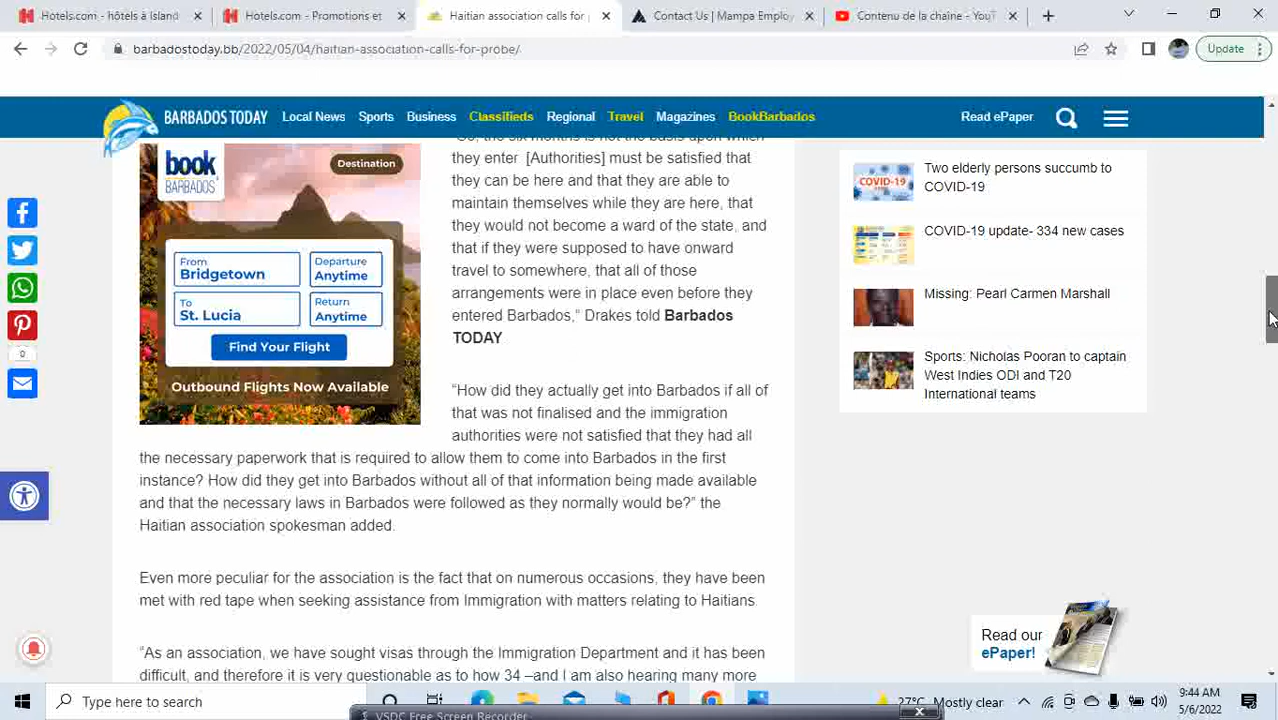 Hotels.com - hôtels à Island
Hotels.com - Promotions et
Haitian association calls for
Contact Us | Mampa Emplo
Contenu de la chaîne - YouT
barbadostoday.bb/2022/05/04/haitian-association-calls-for-probe/
Update
BARBADOS TODAY
Local News
Sports
Business
Classifieds
Regional
Travel
Magazines
BookBarbados
Read ePaper
book
BARBADOS
Destination
From
Bridgetown
Departure
Anytime
To
St. Lucia
Return
Anytime
Find Your Flight
Outbound Flights Now Available
0
"So, the six months is not the basis upon which
they enter [Authorities] must be satisfied that
they can be here and that they are able to
maintain themselves while they are here, that
they would not become a ward of the state, and
that if they were supposed to have onward
travel to somewhere, that all of those
arrangements were in place even before they
entered Barbados,” Drakes told Barbados
TODAY
“How did they actually get into Barbados if all of
that was not finalised and the immigration
authorities were not satisfied that they had all
the necessary paperwork that is required to allow them to come into Barbados in the first
instance? How did they get into Barbados without all of that information being made available
and that the necessary laws in Barbados were followed as they normally would be?” the
Haitian association spokesman added.
Even more peculiar for the association is the fact that on numerous occasions, they have been
met with red tape when seeking assistance from Immigration with matters relating to Haitians.
“As an association, we have sought visas through the Immigration Department and it has been
difficult, and therefore it is very questionable as to how 34 –and I am also hearing many more
COVID-19
Two elderly persons succumb to
COVID-19
COVID-19 update- 334 new cases
Missing: Pearl Carmen Marshall
Sports: Nicholas Pooran to captain
West Indies ODI and T20
International teams
Read our
ePaper!
Type here to search
27°C Mostly clear
9:44 AM
5/6/2022
VSDC Free Screen Recorder